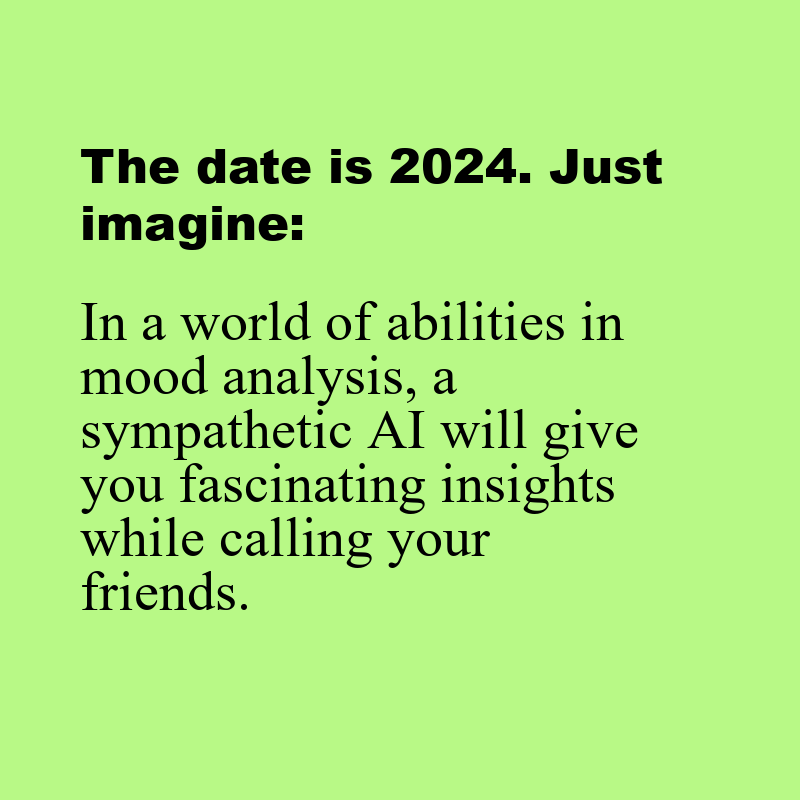 The date is 2024. Just
imagine:
In a world of abilities in
mood analysis, a
sympathetic AI will give
you fascinating insights
while calling your
friends.